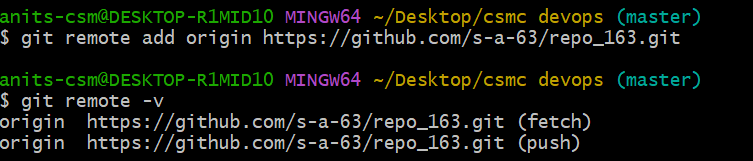 anits-csm@DESKTOP-R1MID10 MINGW64 ~/Desktop/csmc devops (master)
$ git remote add origin https://github.com/s-a-63/repo_163.git
anits-csm@DESKTOP-R1MID10 MINGW64 ~/Desktop/csmc devops (master)
$ git remote -v
origin  https://github.com/s-a-63/repo_163.git (fetch)
origin  https://github.com/s-a-63/repo_163.git (push)